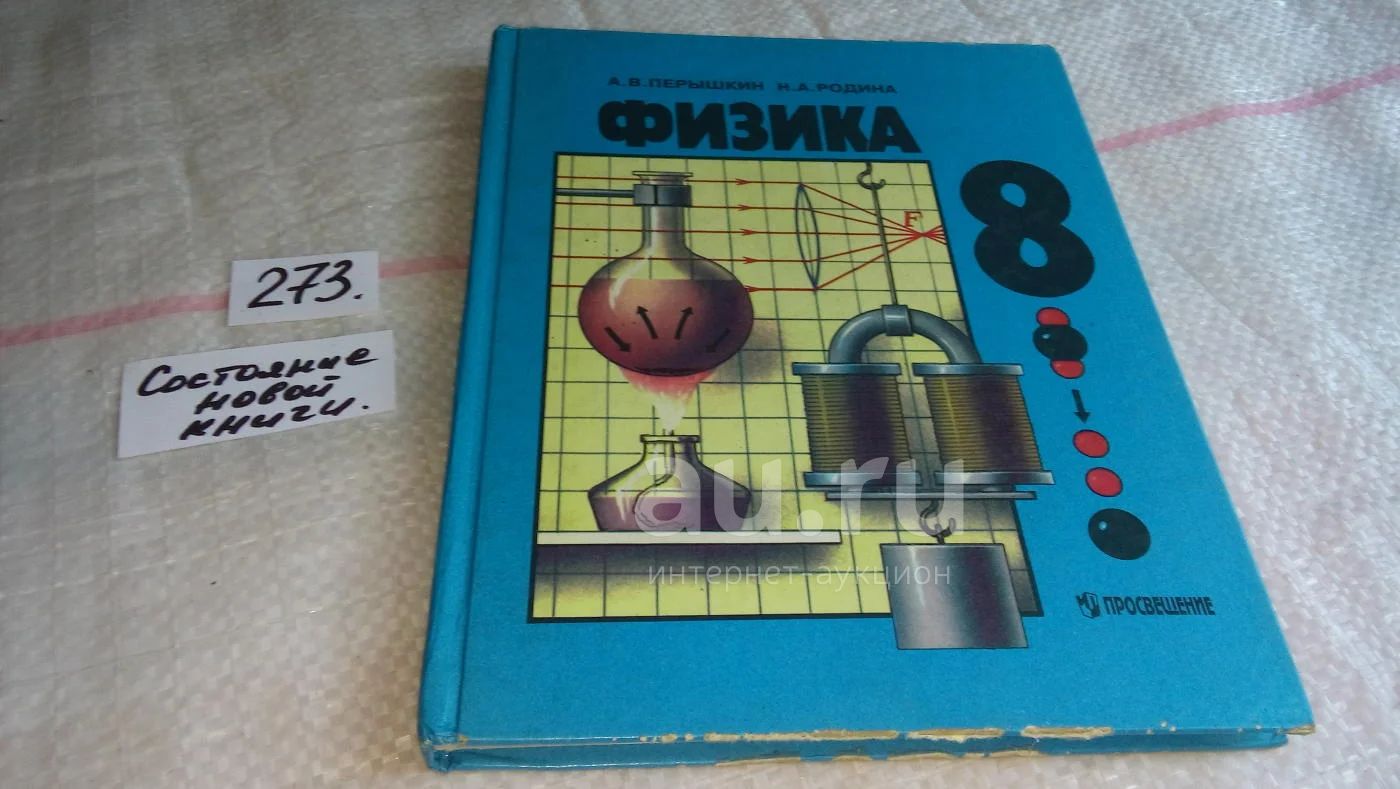 А.В.ПЕРЫШКИН Н.А.РОДИНА
ФИЗИКА
8
F
273.
Состояние
новой
книги.
au.ru
интернет-аукцион
ПРОСВЕЩЕНИЕ